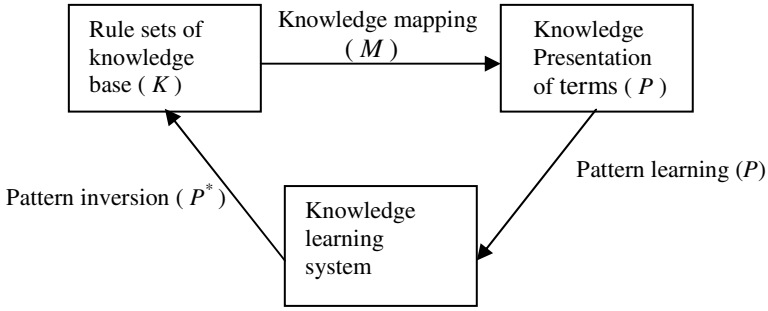 Rule sets of
knowledge
base ( K )
Knowledge mapping
( M )
Knowledge
Presentation
of terms ( P )
Pattern learning (P)
Pattern inversion ( P* )
Knowledge
learning
system